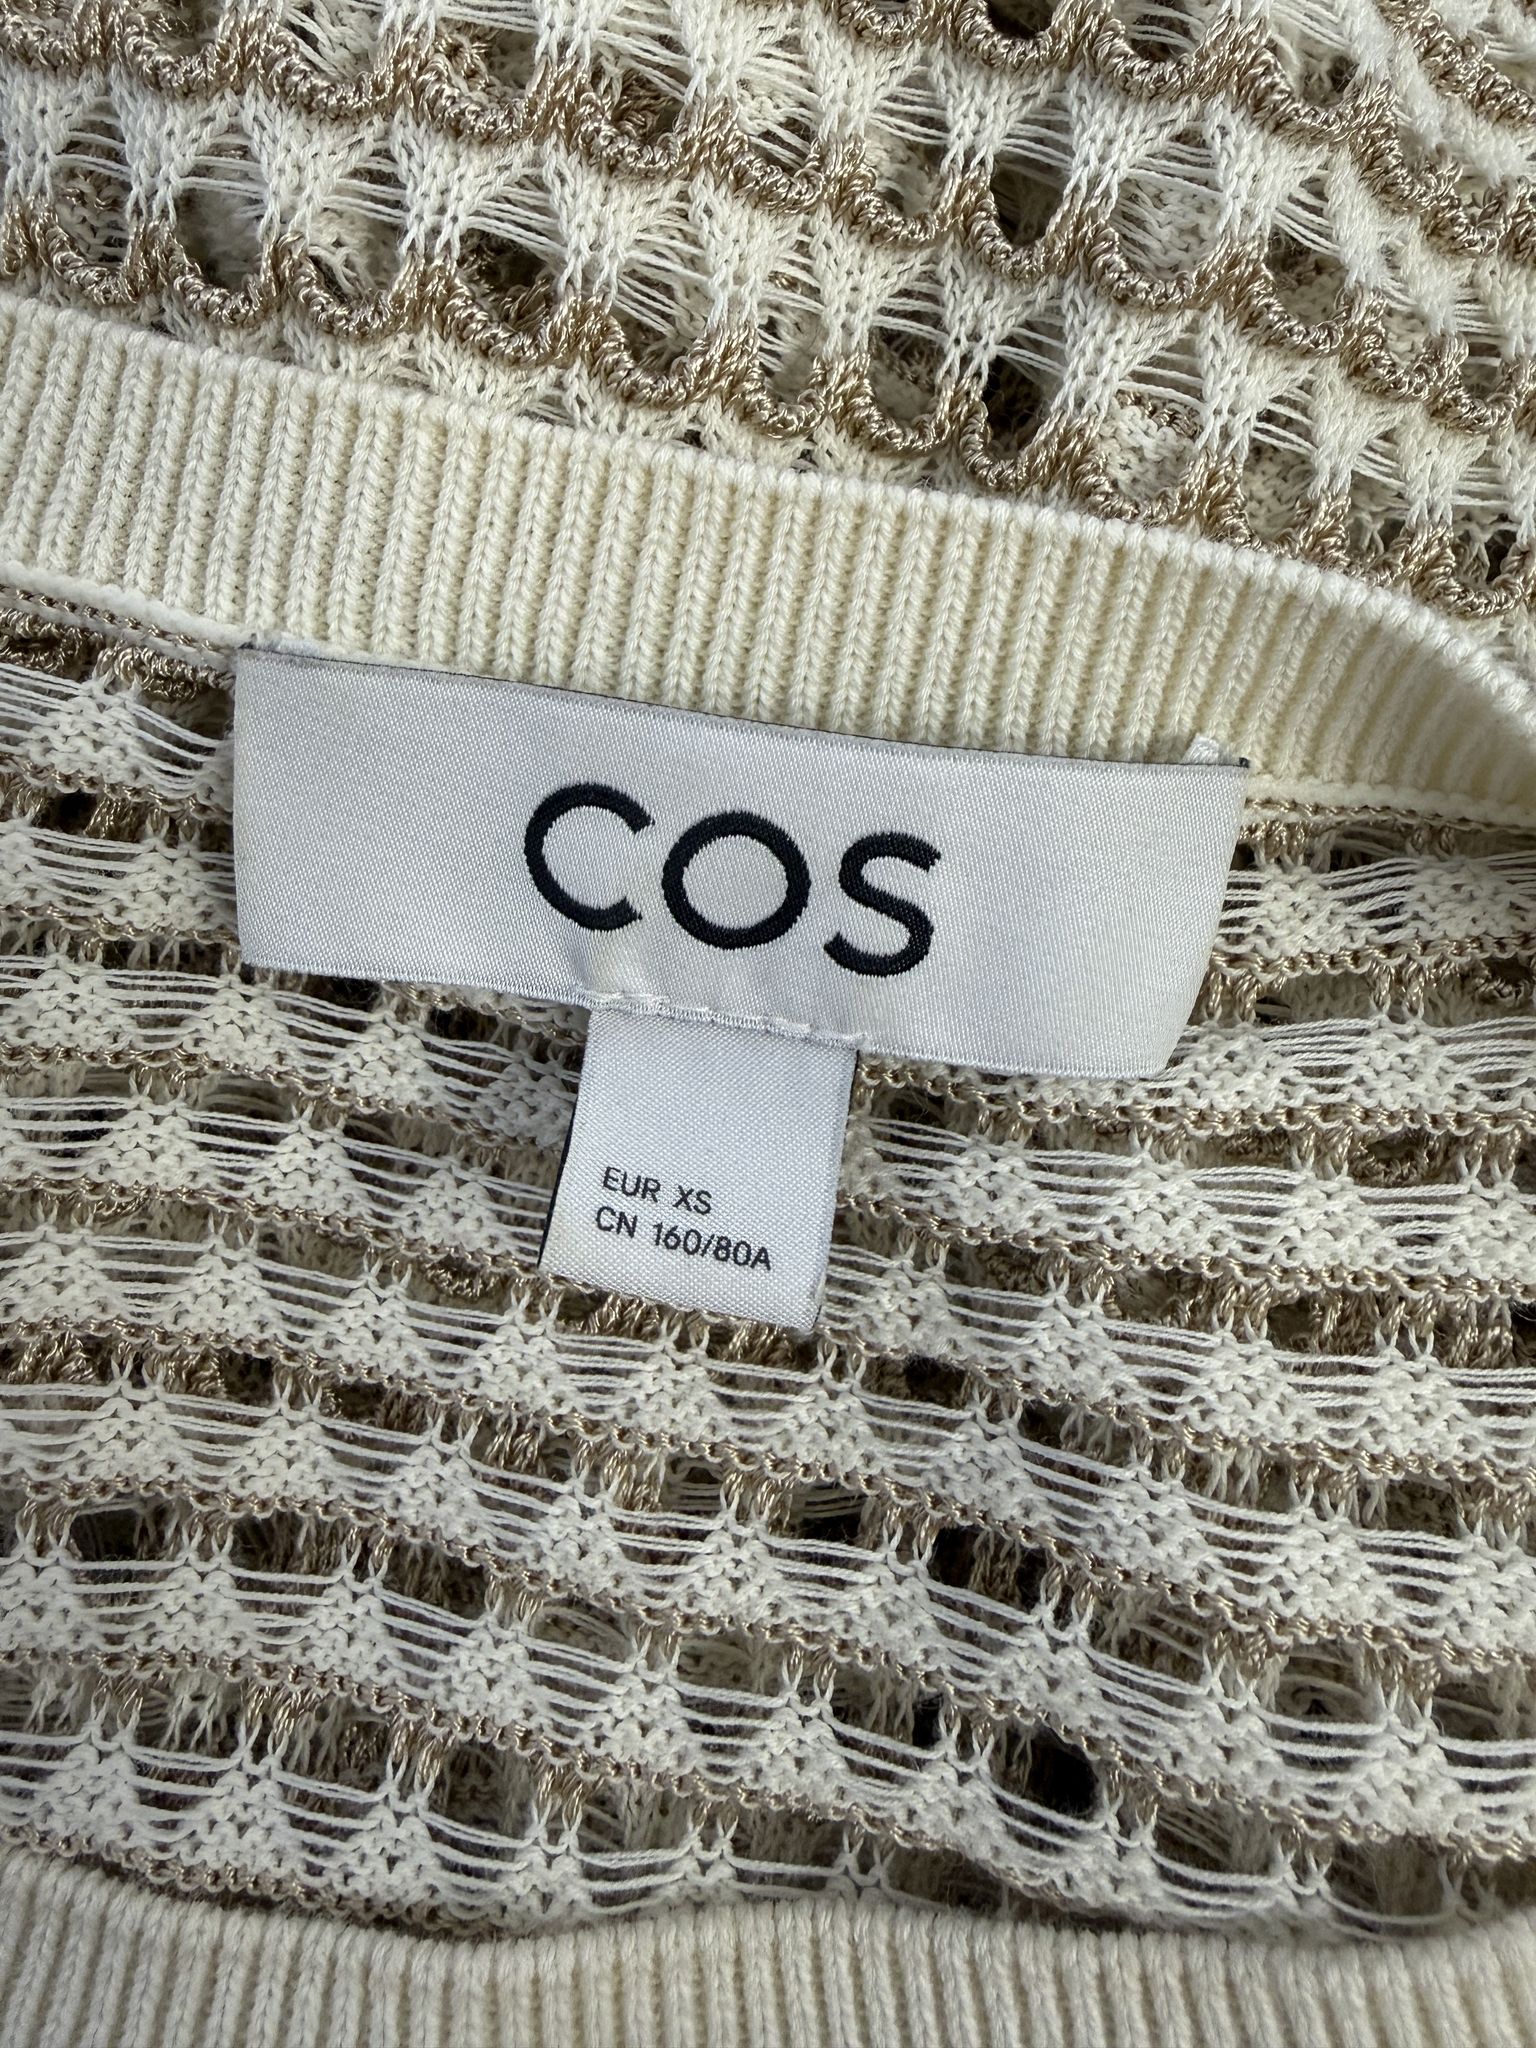 COS
EUR XS
CN 160/80A